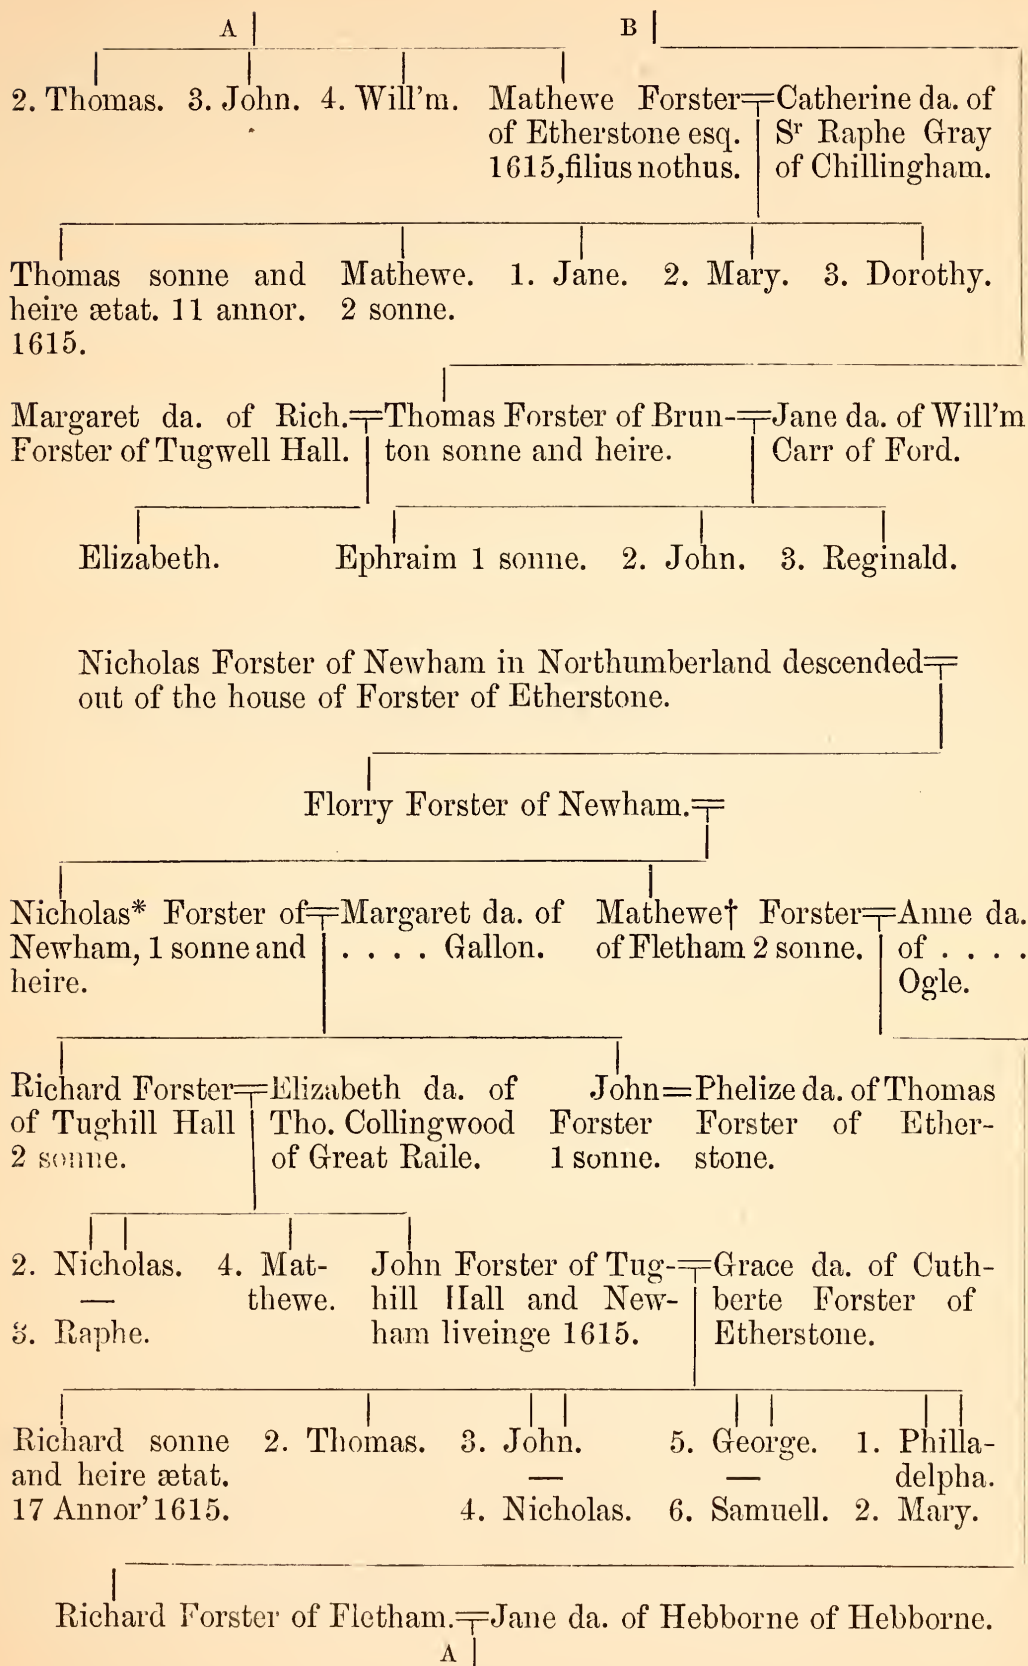 A B
2. Thomas. 3. John. 4. Will'm. Mathewe Forster Catherine da. of
of Etherstone esq. Sr Raphe Gray
1615, filius nothus. of Chillingham.
Thomas sonne and Mathewe. 1. Jane. 2. Mary. 3. Dorothy.
heire ætat. 11 annor. 2 sonne.
1615.
Margaret da. of Rich. Thomas Forster of Brun- Jane da. of Will'm
Forster of Tugwell Hall. ton sonne and heire. Carr of Ford.
Elizabeth. Ephraim 1 sonne. 2. John. 3. Reginald.
Nicholas Forster of Newham in Northumberland descended
out of the house of Forster of Etherstone.
Florry Forster of Newham.
Nicholas* Forster of Margaret da. of Mathewe† Forster Anne da.
Newham, 1 sonne and . . . . Gallon. of Fletham 2 sonne. of . . . .
heire. Ogle.
Richard Forster Elizabeth da. of John = Phelize da. of Thomas
of Tughill Hall Tho. Collingwood Forster Forster of Ether-
2 sonne. of Great Raile. 1 sonne. stone.
2. Nicholas. 4. Mat- John Forster of Tug- Grace da. of Cuth-
— thewe. hill Hall and New- berte Forster of
3. Raphe. ham liveinge 1615. Etherstone.
Richard sonne 2. Thomas. 3. John. 5. George. 1. Philla-
and heire ætat. — — delpha.
17 Annor' 1615. 4. Nicholas. 6. Samuell. 2. Mary.
Richard Forster of Fletham. Jane da. of Hebborne of Hebborne.
A